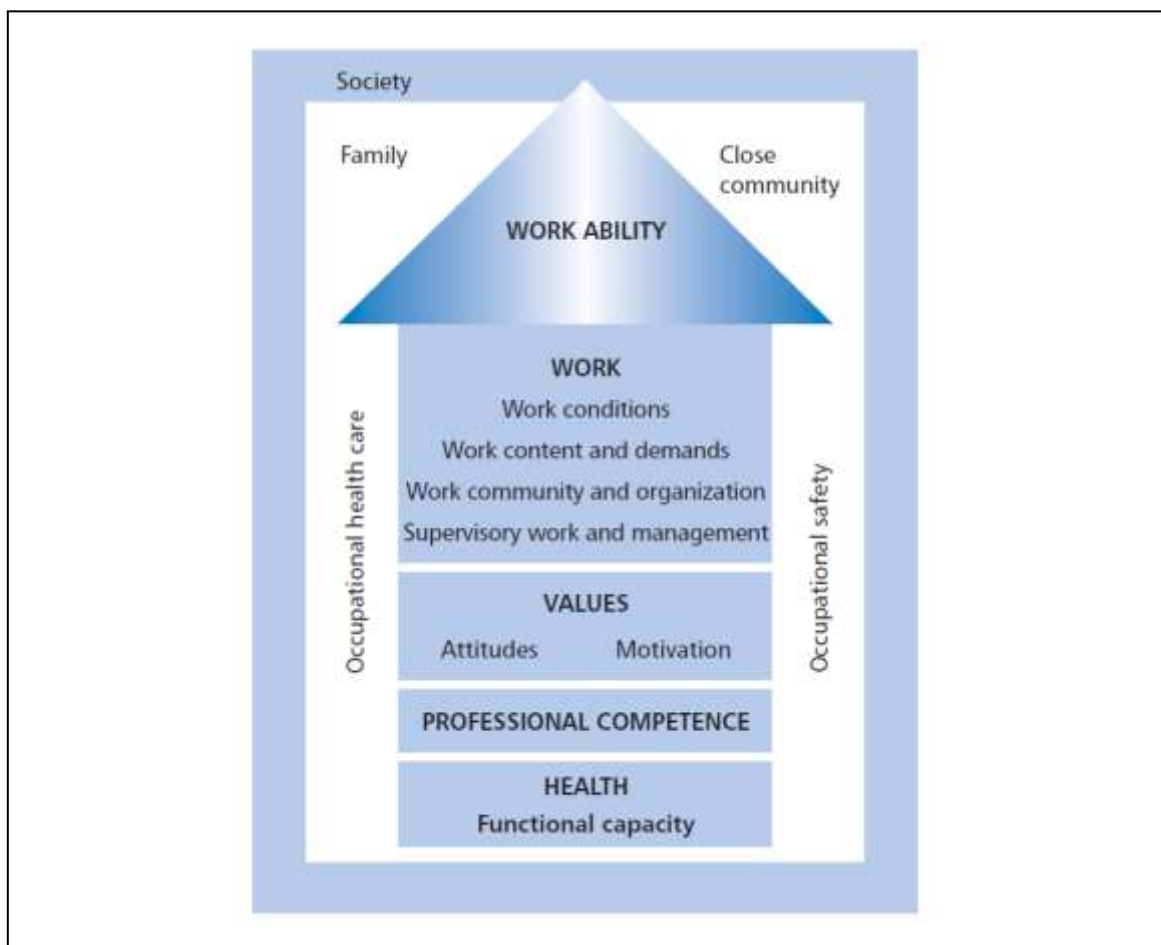 Society
Family
Close
community
WORK ABILITY
WORK
Work conditions
Work content and demands
Work community and organization
Supervisory work and management
Occupational health care
Occupational safety
VALUES
Attitudes Motivation
PROFESSIONAL COMPETENCE
HEALTH
Functional capacity